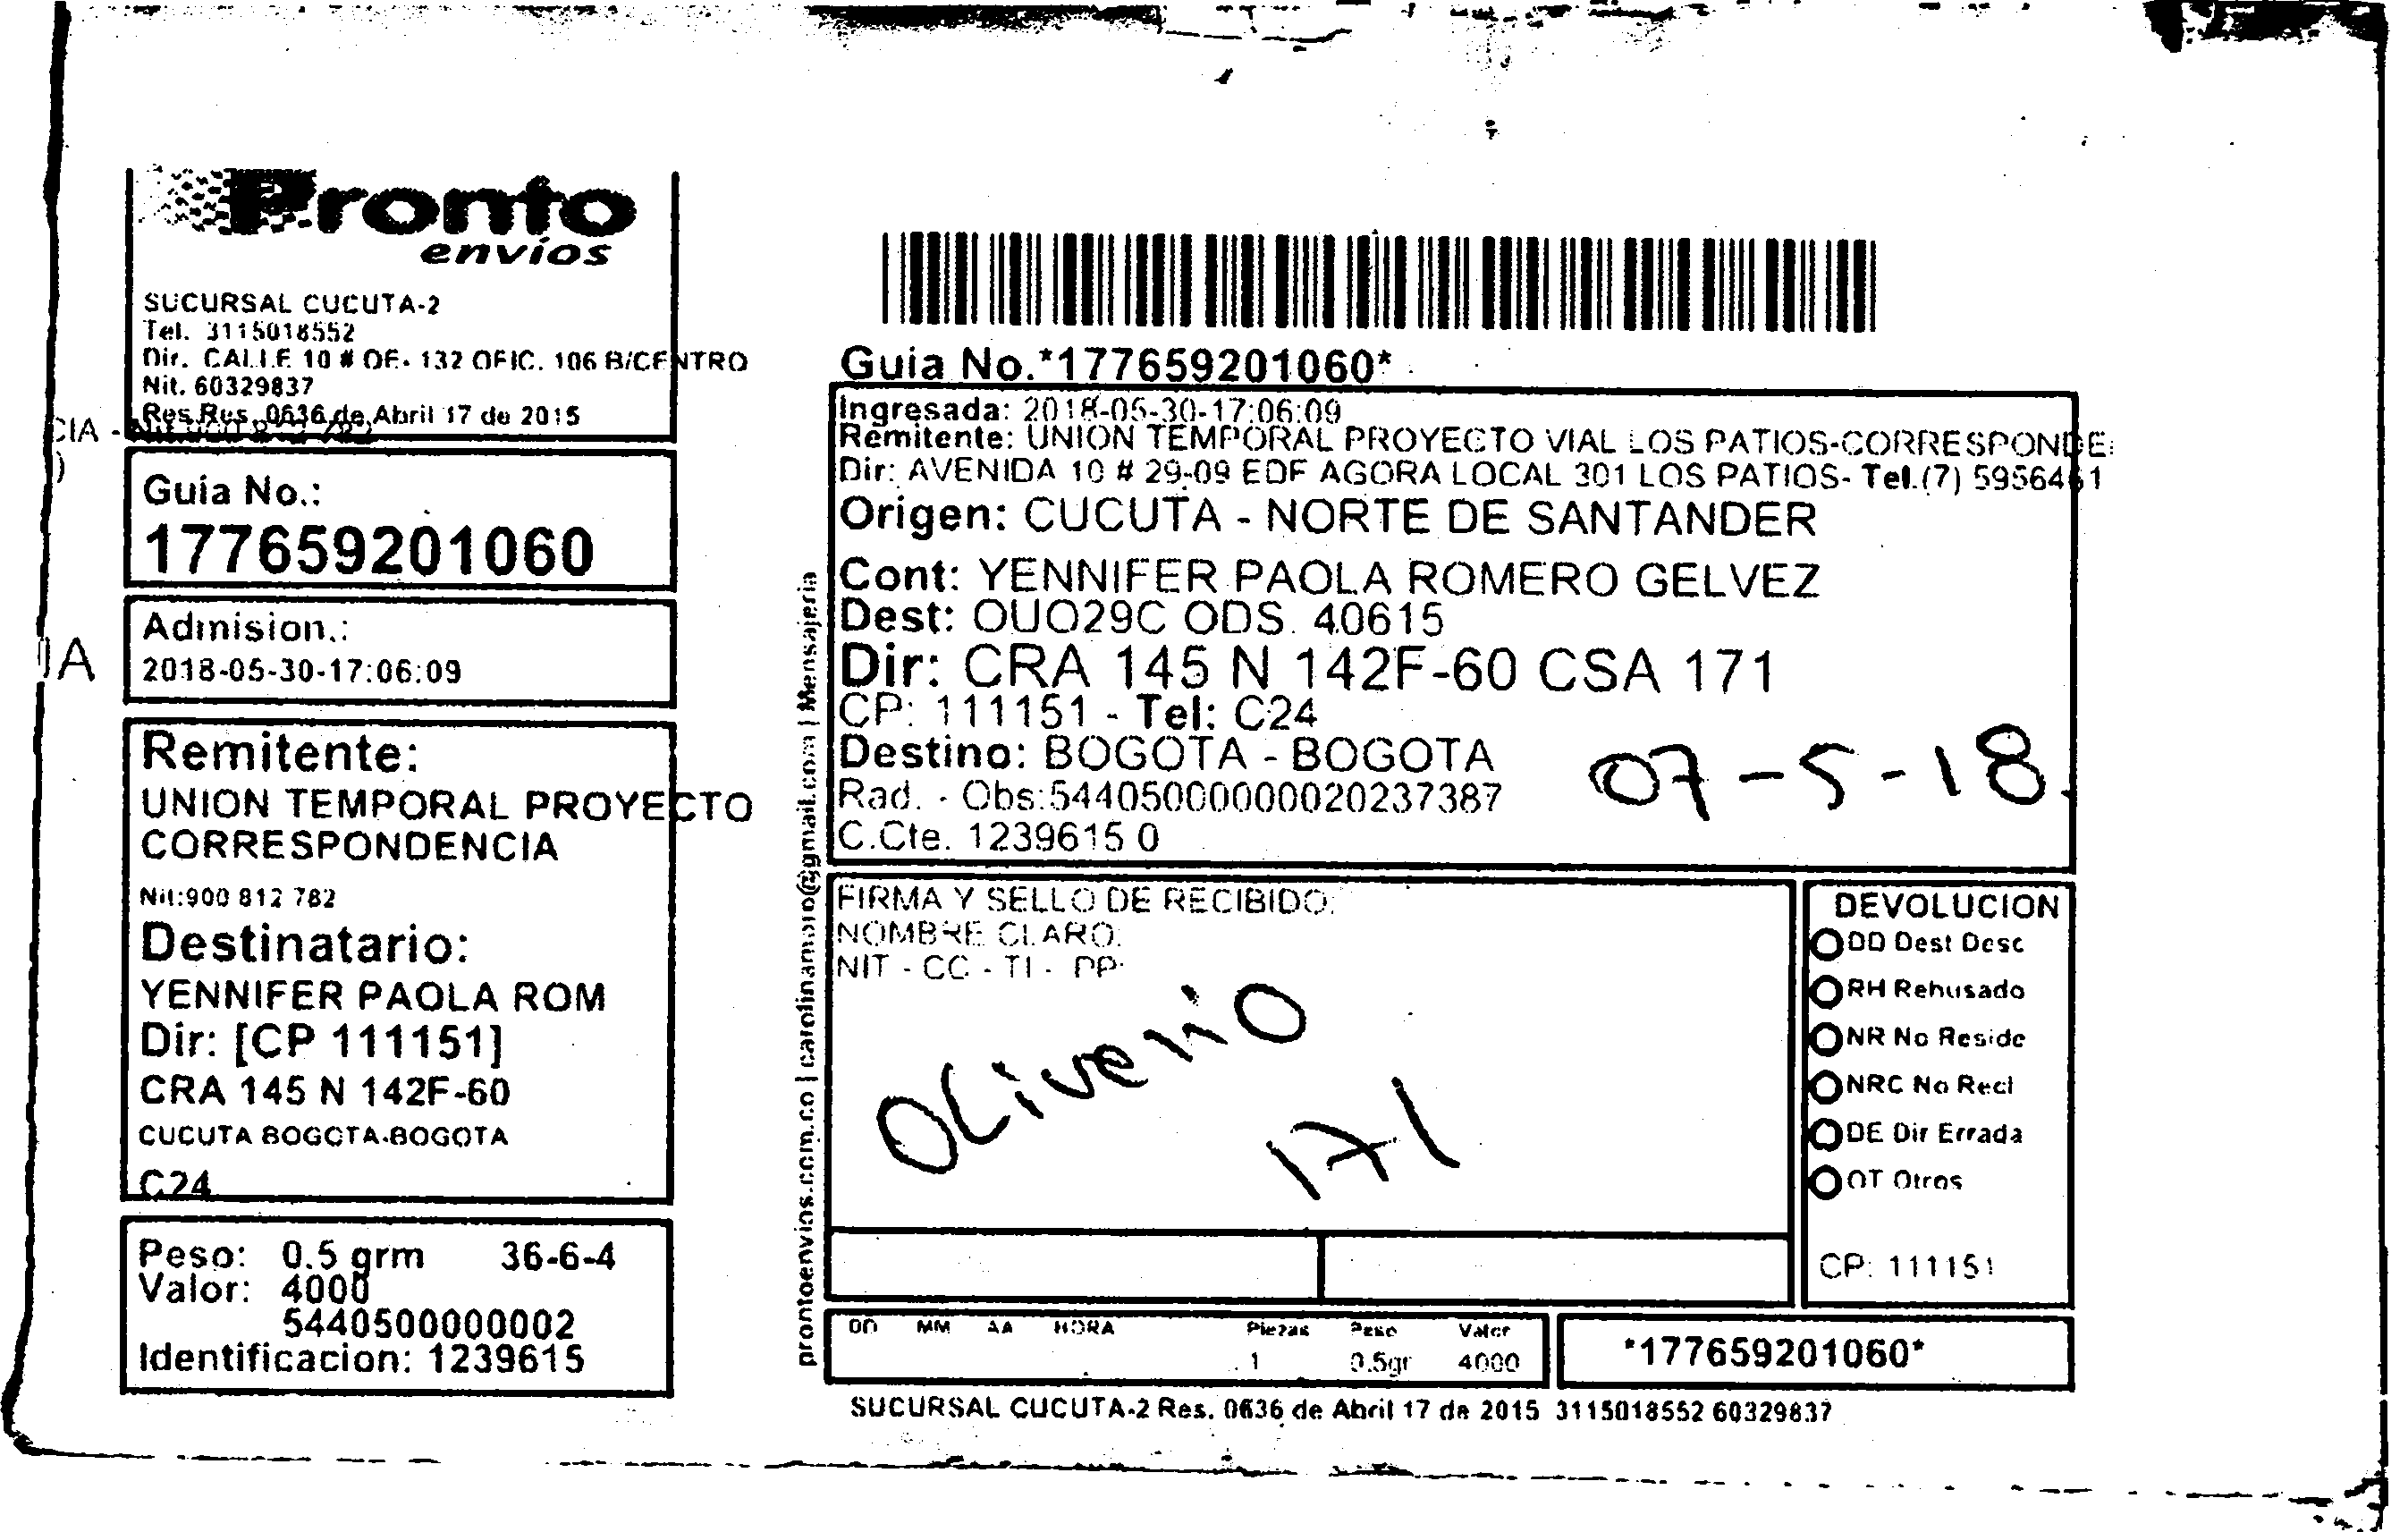 Pronto
envíos
SUCURSAL CUCUTA-2
Tel. 3115018552
Dir. CALLE 10 # OE- 132 OFIC. 106 B/CENTRO
Nit. 60329837
Res.Res. 0636 de Abril 17 de 2015
CIA -
Guia No.:
177659201060
Admision.:
2018-05-30-17:06:09
Remitente:
UNION TEMPORAL PROYECTO
CORRESPONDENCIA
Nit:900 812 782
Destinatario:
YENNIFER PAOLA ROM
Dir: [CP 111151]
CRA 145 N 142F-60
CUCUTA BOGOTA-BOGOTA
C24
Peso: 0.5 grm 36-6-4
Valor: 4000
5440500000002
Identificacion: 1239615
prontoenvios.com.co | carolinamoro@gmail.com | Mensajeria
Guia No.*177659201060*
Ingresada: 2018-05-30-17:06:09
Remitente: UNION TEMPORAL PROYECTO VIAL LOS PATIOS-CORRESPONDE
Dir: AVENIDA 10 # 29-09 EDF AGORA LOCAL 301 LOS PATIOS- Tel.(7) 5956461
Origen: CUCUTA - NORTE DE SANTANDER
Cont: YENNIFER PAOLA ROMERO GELVEZ
Dest: OUO29C ODS. 40615
Dir: CRA 145 N 142F-60 CSA 171
CP: 111151 - Tel: C24
Destino: BOGOTA - BOGOTA
07-5-18
Rad. - Obs:544050000000020237387
C.Cte. 1239615 0
FIRMA Y SELLO DE RECIBIDO:
NOMBRE CLARO:
NIT - CC - TI - PP:
OLiverio
171
DEVOLUCION
DD Dest Desc
RH Rehusado
NR No Reside
NRC No Recl
DE Dir Errada
OT Otros
CP: 111151
DD MM AA HORA Piezas Peso Valor
1 0.5gr 4000
*177659201060*
SUCURSAL CUCUTA-2 Res. 0636 de Abril 17 de 2015 3115018552 60329837